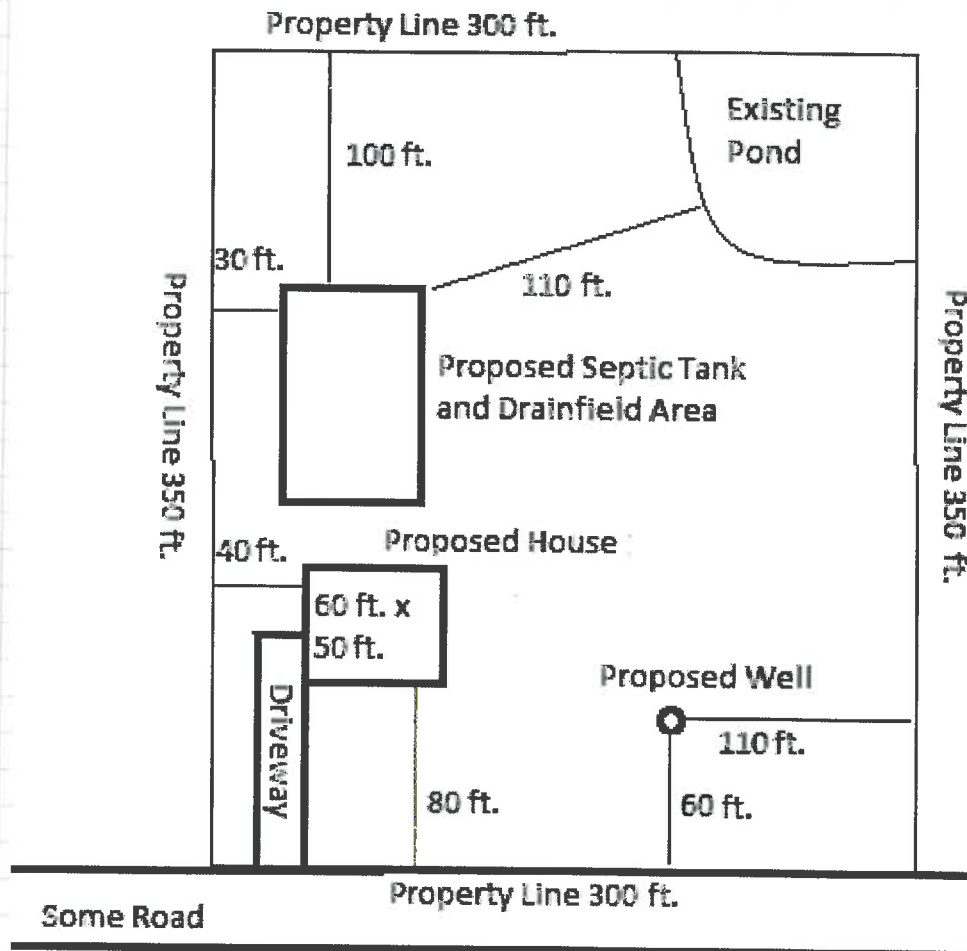 Property Line 300 ft.
Existing
Pond
100 ft.
30 ft.
110 ft.
Property Line 350 ft.
Property Line 350 ft.
Proposed Septic Tank
and Drainfield Area
40 ft.
Proposed House
60 ft. x
50 ft.
Proposed Well
Driveway
110 ft.
80 ft.
60 ft.
Property Line 300 ft.
Some Road